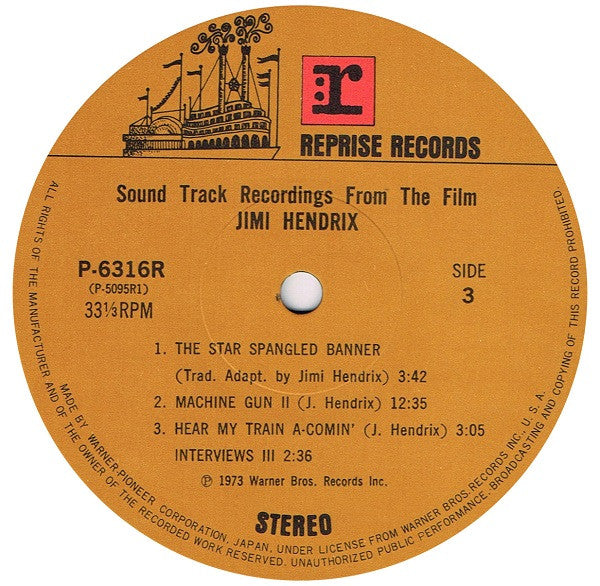 r
REPRISE RECORDS
Sound Track Recordings From The Film
JIMI HENDRIX
P-6316R
(P-5095R1)
33⅓RPM
SIDE
3
1. THE STAR SPANGLED BANNER
(Trad. Adapt. by Jimi Hendrix) 3:42
2. MACHINE GUN II (J. Hendrix) 12:35
3. HEAR MY TRAIN A-COMIN' (J. Hendrix) 3:05
INTERVIEWS III 2:36
℗ 1973 Warner Bros. Records Inc.
STEREO
MADE BY WARNER-PIONEER CORPORATION, JAPAN, UNDER LICENSE FROM WARNER BROS. RECORDS INC., U.S.A.
ALL RIGHTS OF THE MANUFACTURER AND OF THE OWNER OF THE RECORDED WORK RESERVED. UNAUTHORIZED PUBLIC PERFORMANCE, BROADCASTING AND COPYING OF THIS RECORD PROHIBITED